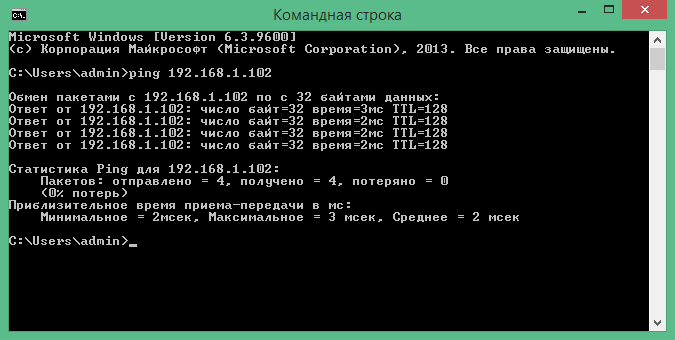 Командная строка
Microsoft Windows [Version 6.3.9600]
(c) Корпорация Майкрософт (Microsoft Corporation), 2013. Все права защищены.
C:\Users\admin>ping 192.168.1.102
Обмен пакетами с 192.168.1.102 по с 32 байтами данных:
Ответ от 192.168.1.102: число байт=32 время=3мс TTL=128
Ответ от 192.168.1.102: число байт=32 время=2мс TTL=128
Ответ от 192.168.1.102: число байт=32 время=2мс TTL=128
Ответ от 192.168.1.102: число байт=32 время=2мс TTL=128
Статистика Ping для 192.168.1.102:
Пакетов: отправлено = 4, получено = 4, потеряно = 0
(0% потерь)
Приблизительное время приема-передачи в мс:
Минимальное = 2мсек, Максимальное = 3 мсек, Среднее = 2 мсек
C:\Users\admin>_